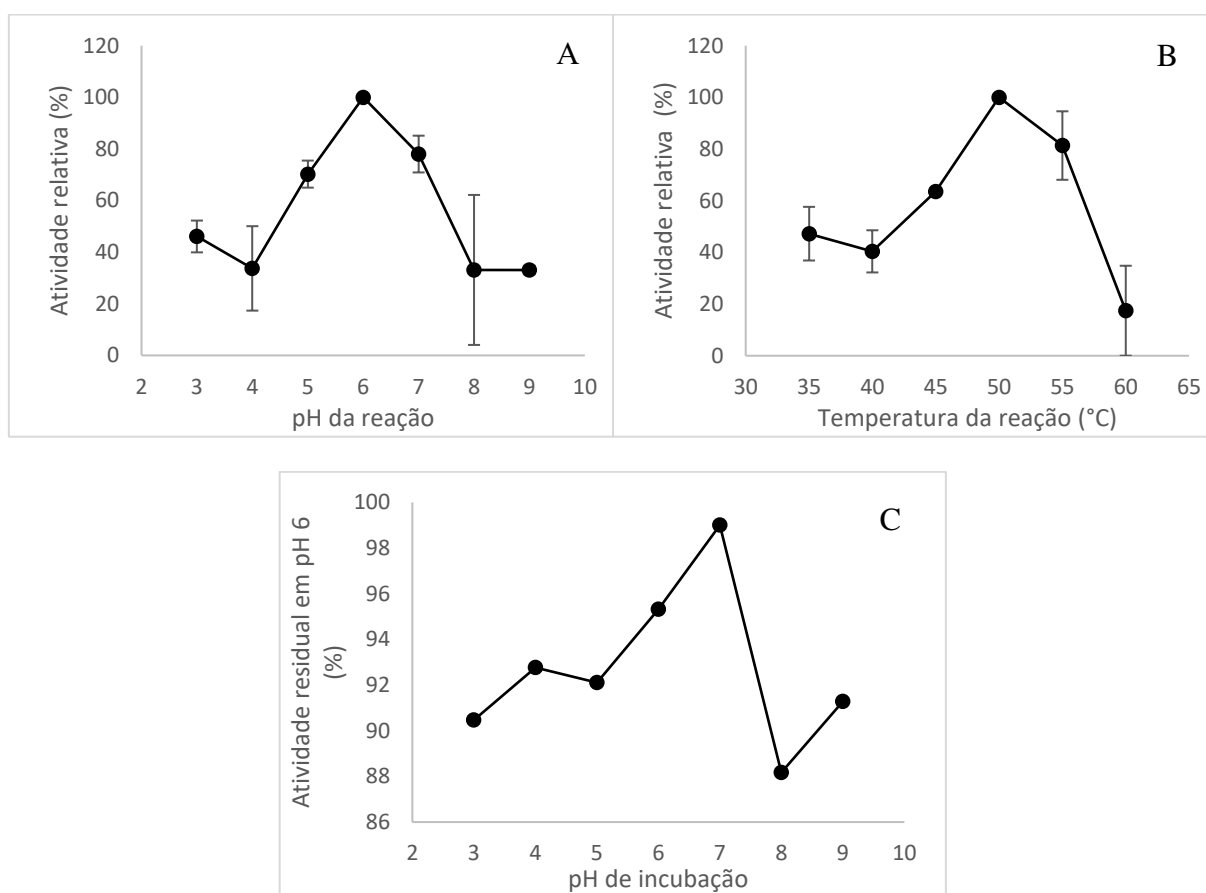 A
Atividade relativa (%)
120
100
80
60
40
20
0
2 3 4 5 6 7 8 9 10
pH da reação
B
Atividade relativa (%)
120
100
80
60
40
20
0
30 35 40 45 50 55 60 65
Temperatura da reação (°C)
C
Atividade residual em pH 6
(%)
100
98
96
94
92
90
88
86
2 3 4 5 6 7 8 9 10
pH de incubação